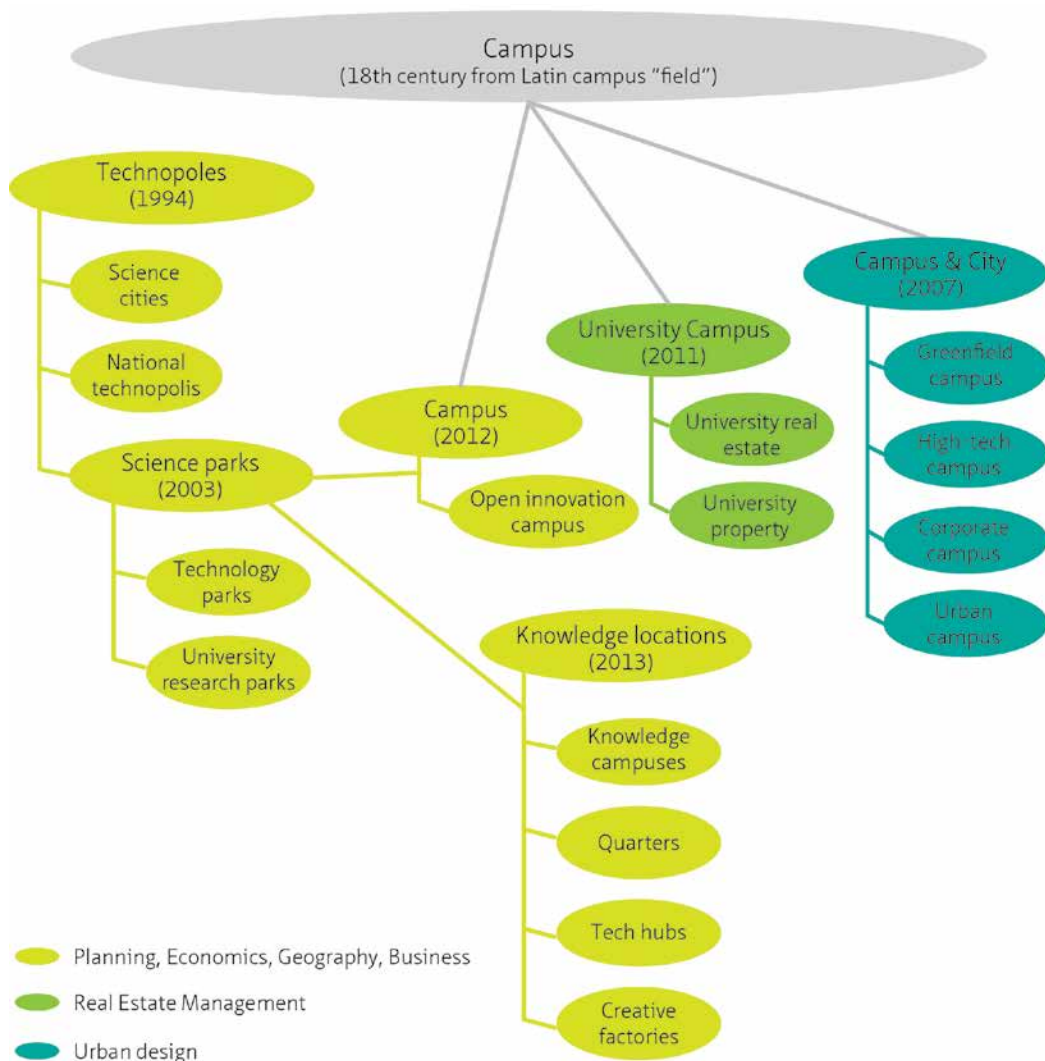 Campus
(18th century from Latin campus “field”)
Technopoles
(1994)
Science
cities
National
technopolis
Science parks
(2003)
Technology
parks
University
research parks
Campus
(2012)
Open innovation
campus
University Campus
(2011)
University real
estate
University
property
Campus & City
(2007)
Greenfield
campus
High tech
campus
Corporate
campus
Urban
campus
Knowledge locations
(2013)
Knowledge
campuses
Quarters
Tech hubs
Creative
factories
Planning, Economics, Geography, Business
Real Estate Management
Urban design